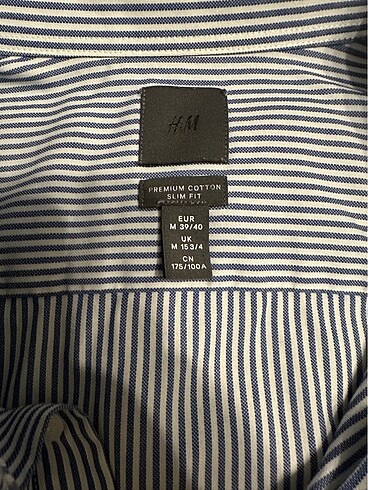 H&M
PREMIUM COTTON
SLIM FIT
EUR
M 39/40
UK
M 15 3/4
CN
175/100A